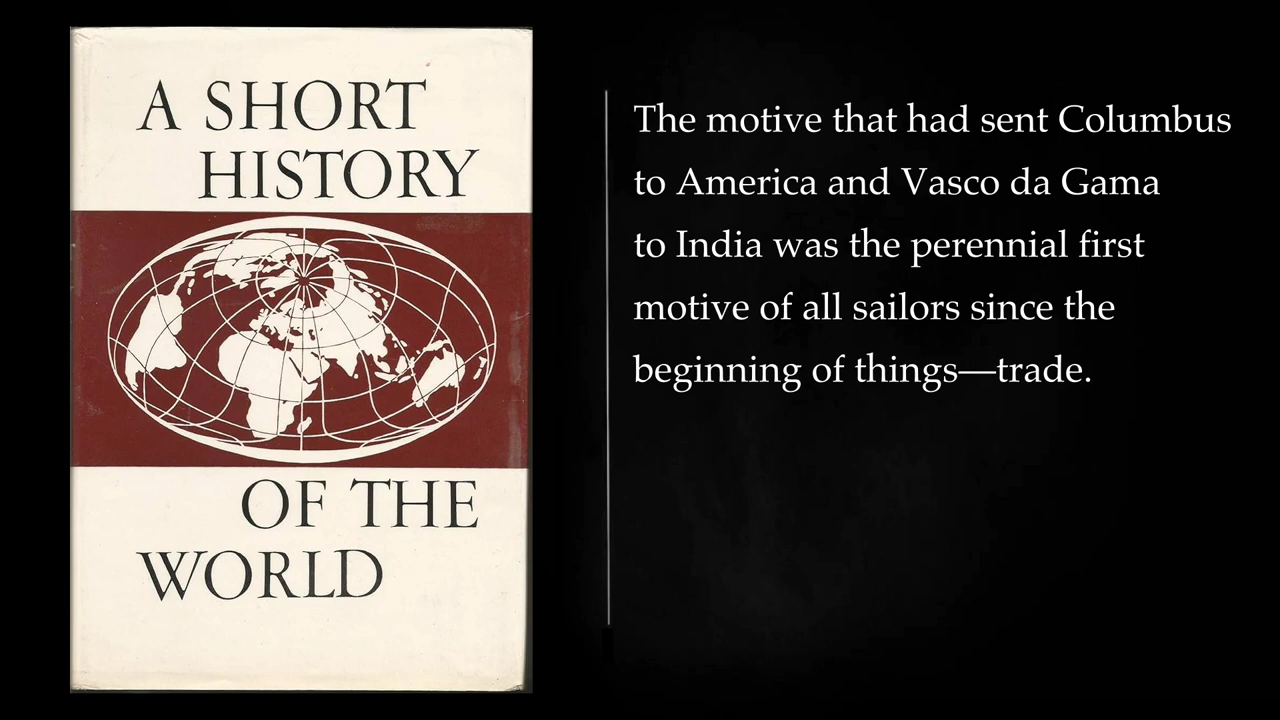 A SHORT
HISTORY
OF THE
WORLD
The motive that had sent Columbus
to America and Vasco da Gama
to India was the perennial first
motive of all sailors since the
beginning of things—trade.